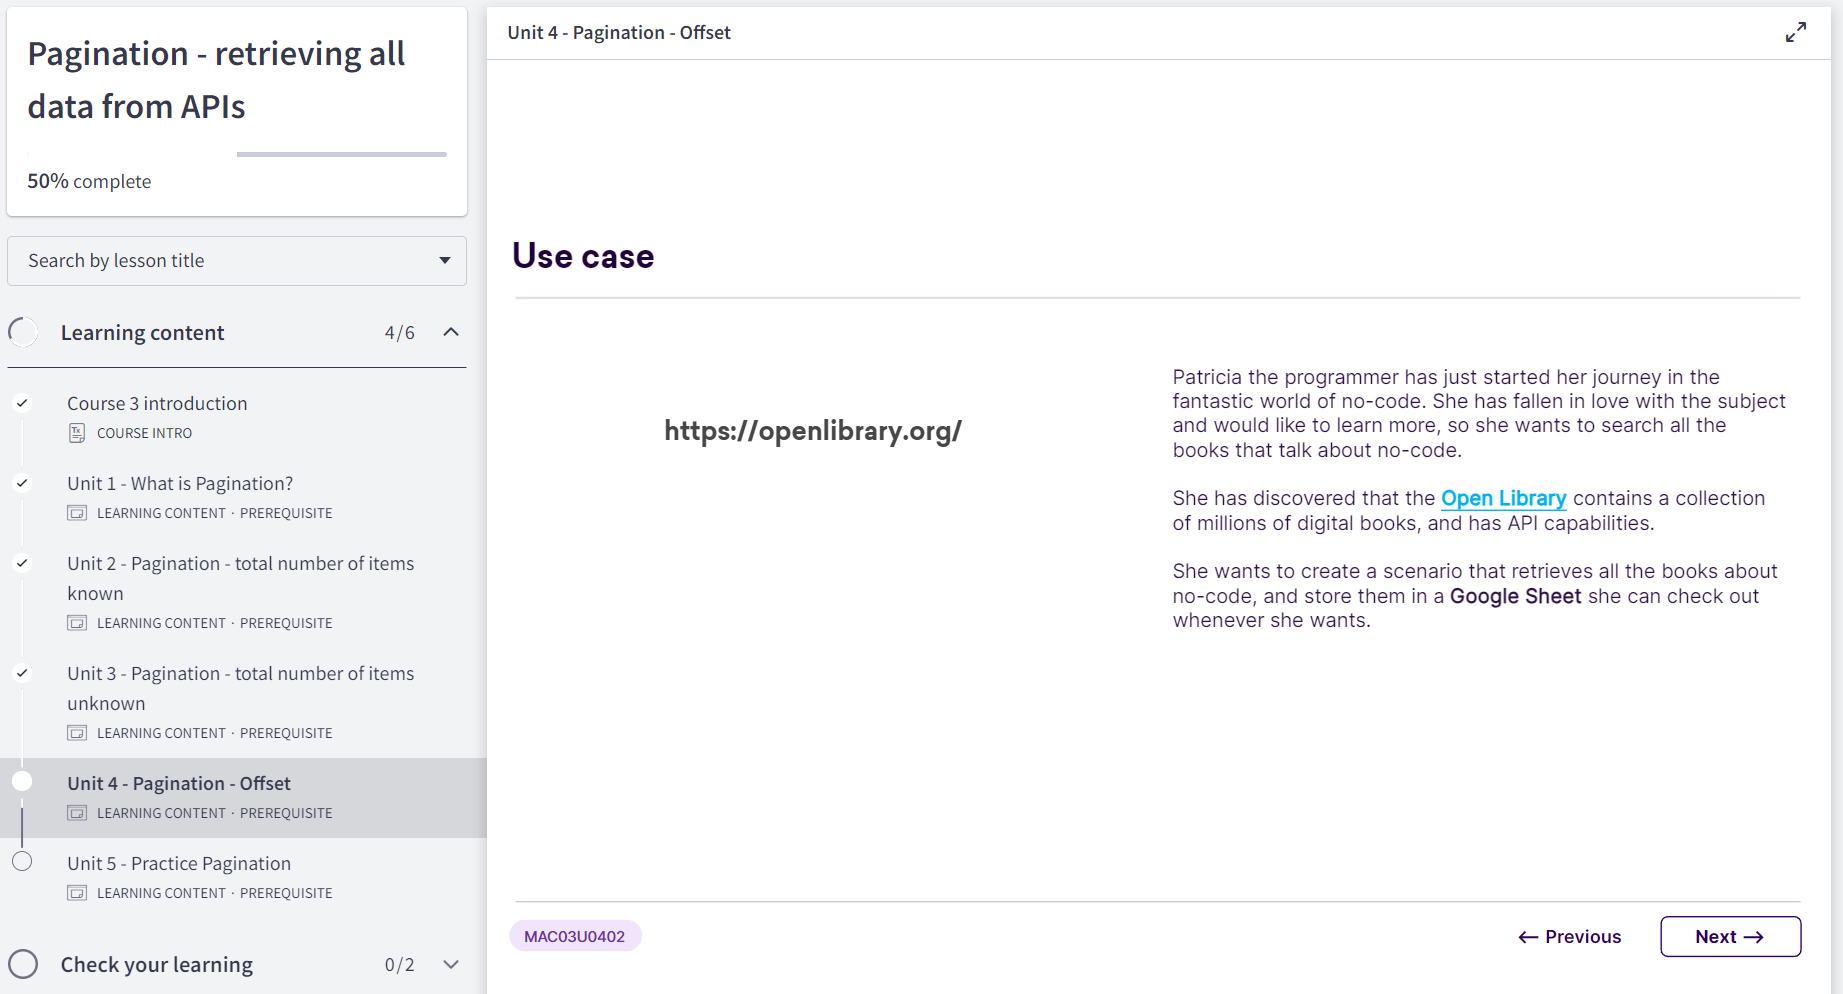 Pagination - retrieving all
data from APIs
50% complete
Search by lesson title
Learning content 4/6
Course 3 introduction
Tx
COURSE INTRO
Unit 1 - What is Pagination?
LEARNING CONTENT · PREREQUISITE
Unit 2 - Pagination - total number of items
known
LEARNING CONTENT · PREREQUISITE
Unit 3 - Pagination - total number of items
unknown
LEARNING CONTENT · PREREQUISITE
Unit 4 - Pagination - Offset
LEARNING CONTENT · PREREQUISITE
Unit 5 - Practice Pagination
LEARNING CONTENT · PREREQUISITE
Check your learning 0/2
Unit 4 - Pagination - Offset
Use case
https://openlibrary.org/
Patricia the programmer has just started her journey in the
fantastic world of no-code. She has fallen in love with the subject
and would like to learn more, so she wants to search all the
books that talk about no-code.
She has discovered that the Open Library contains a collection
of millions of digital books, and has API capabilities.
She wants to create a scenario that retrieves all the books about
no-code, and store them in a Google Sheet she can check out
whenever she wants.
MAC03U0402
← Previous
Next →